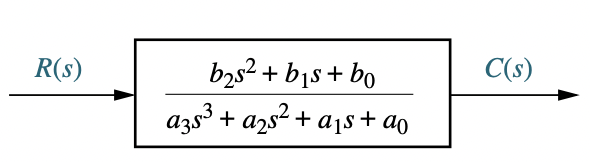 R(s)
b₂s² + b₁s + b₀
a₃s³ + a₂s² + a₁s + a₀
C(s)